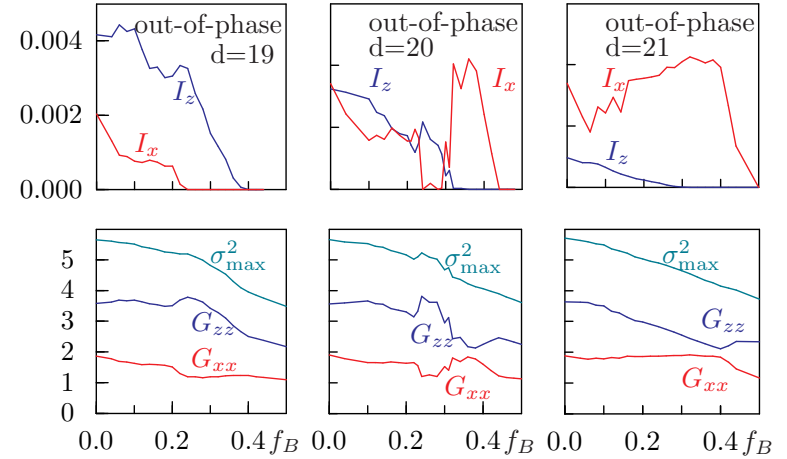 out-of-phase
d=19
out-of-phase
d=20
out-of-phase
d=21
0.004
0.002
0.000
I_z
I_x
I_z
I_x
I_x
I_z
5
4
3
2
1
0
σ²_max
G_zz
G_xx
σ²_max
G_zz
G_xx
σ²_max
G_zz
G_xx
0.0 0.2 0.4 f_B
0.0 0.2 0.4 f_B
0.0 0.2 0.4 f_B